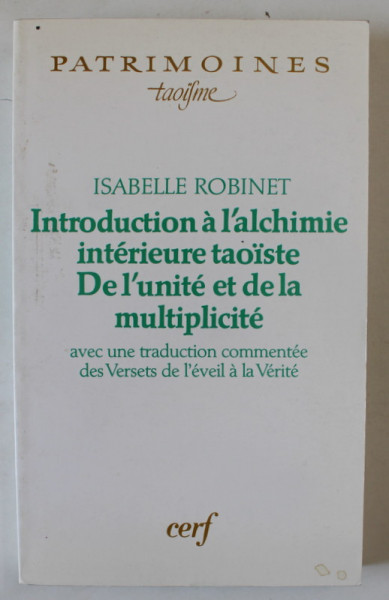 PATRIMOINES
taoïsme
ISABELLE ROBINET
Introduction à l'alchimie
intérieure taoïste
De l'unité et de la
multiplicité
avec une traduction commentée
des Versets de l'éveil à la Vérité
cerf